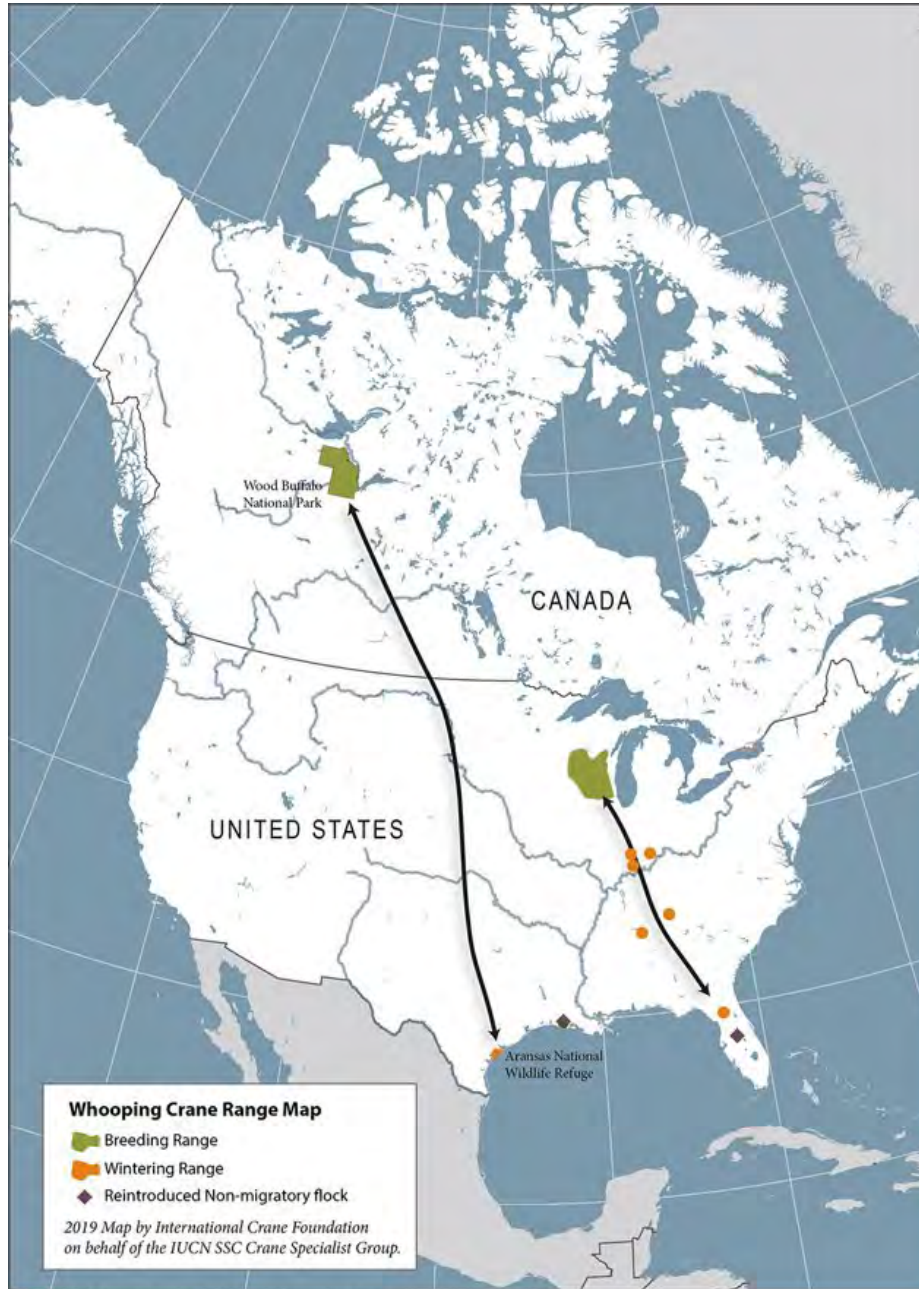 Wood Buffalo
National Park
CANADA
UNITED STATES
Aransas National
Wildlife Refuge
Whooping Crane Range Map
Breeding Range
Wintering Range
Reintroduced Non-migratory flock
2019 Map by International Crane Foundation
on behalf of the IUCN SSC Crane Specialist Group.